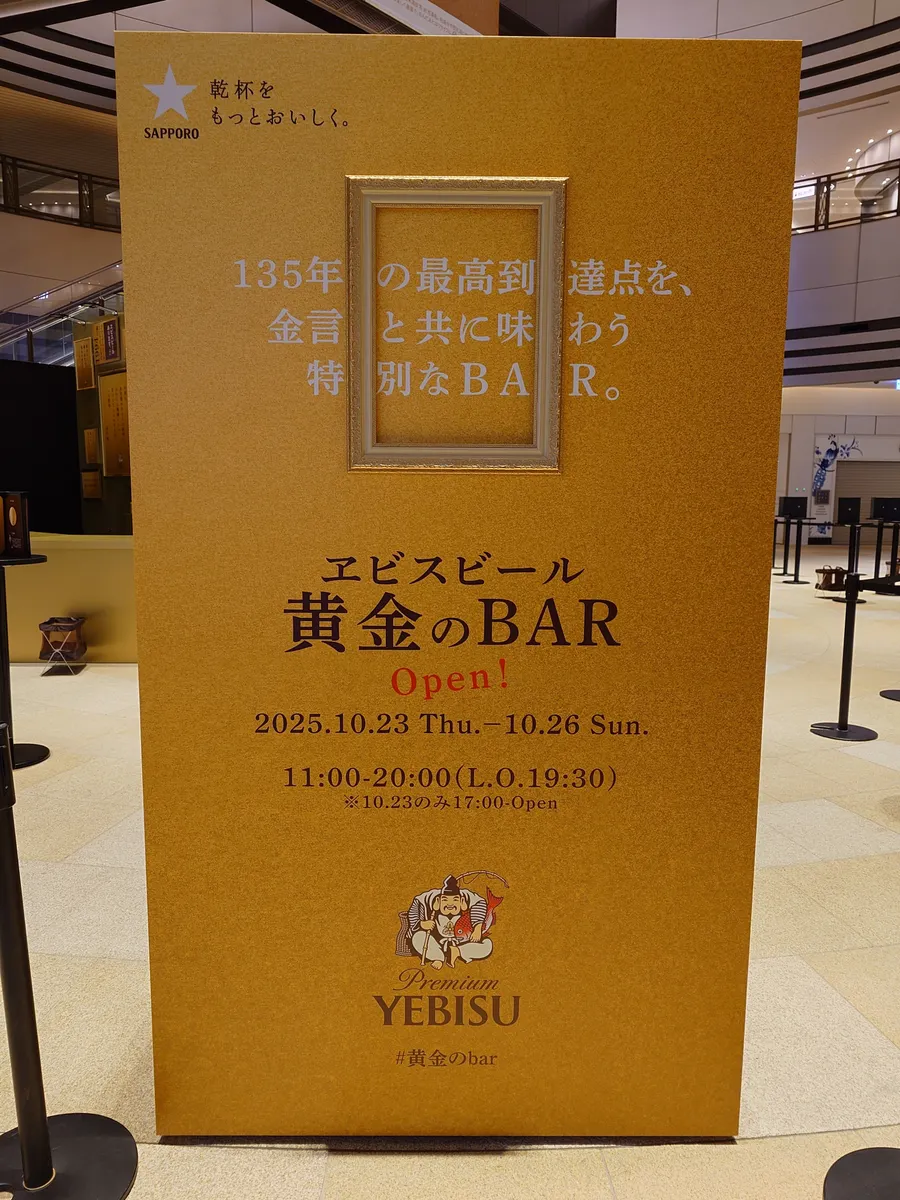 SAPPORO
乾杯を
もっとおいしく。
135年の最高到達点を、
金言と共に味わう
特別なBAR。
ヱビスビール
黄金のBAR
Open!
2025.10.23 Thu.–10.26 Sun.
11:00-20:00(L.O.19:30)
※10.23のみ17:00-Open
Premium
YEBISU
#黄金のbar